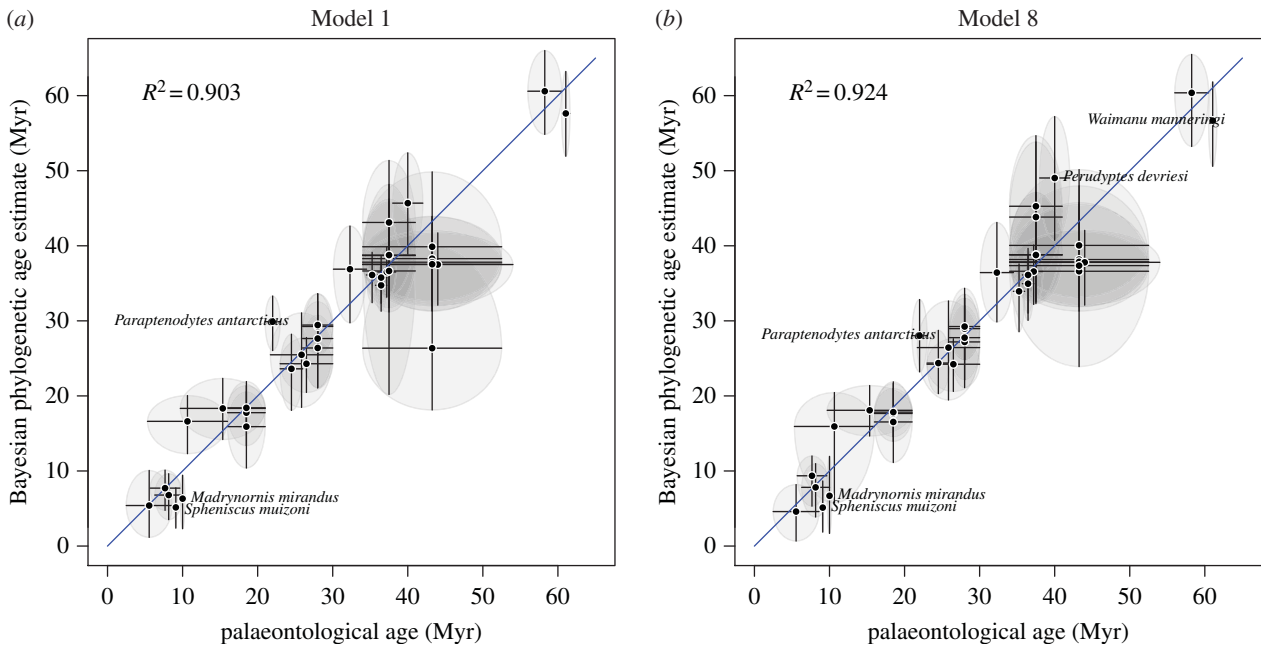 (a) Model 1
R² = 0.903
Bayesian phylogenetic age estimate (Myr)
60
50
40
30
20
10
0
Paraptenodytes antarcticus
Madrynornis mirandus
Spheniscus muizoni
0 10 20 30 40 50 60
palaeontological age (Myr)
(b) Model 8
R² = 0.924
Bayesian phylogenetic age estimate (Myr)
60
50
40
30
20
10
0
Waimanu manneringi
Perudyptes devriesi
Paraptenodytes antarcticus
Madrynornis mirandus
Spheniscus muizoni
0 10 20 30 40 50 60
palaeontological age (Myr)